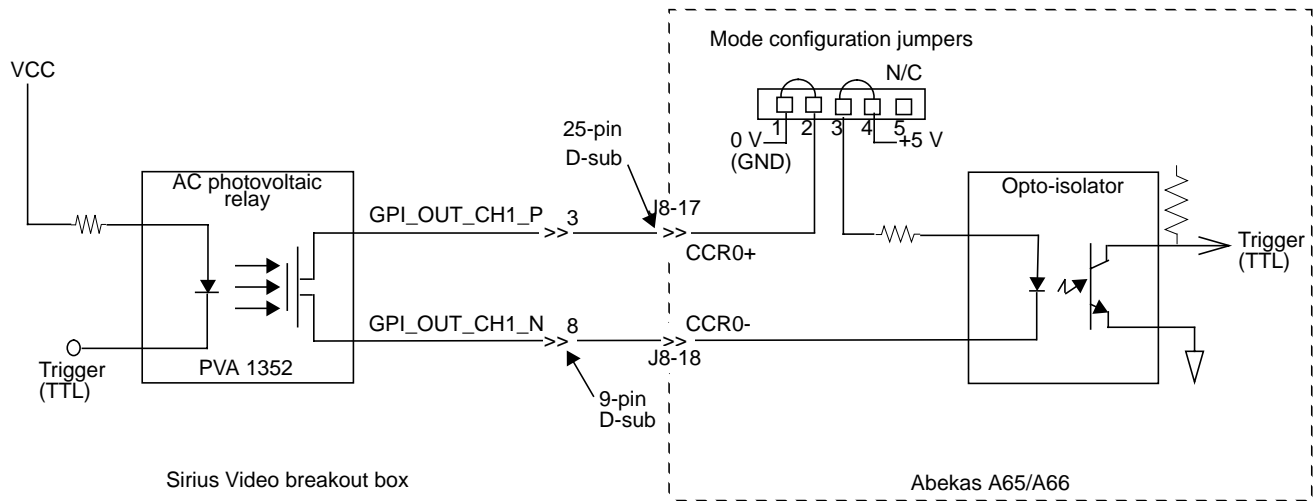 Mode configuration jumpers
VCC
N/C
1 2 3 4 5
25-pin
D-sub
0 V
(GND)
+5 V
AC photovoltaic
relay
Opto-isolator
GPI_OUT_CH1_P
3
J8-17
>>
>>
CCR0+
Trigger
(TTL)
GPI_OUT_CH1_N
8
CCR0-
>>
>>
J8-18
Trigger
(TTL)
PVA 1352
9-pin
D-sub
Sirius Video breakout box
Abekas A65/A66